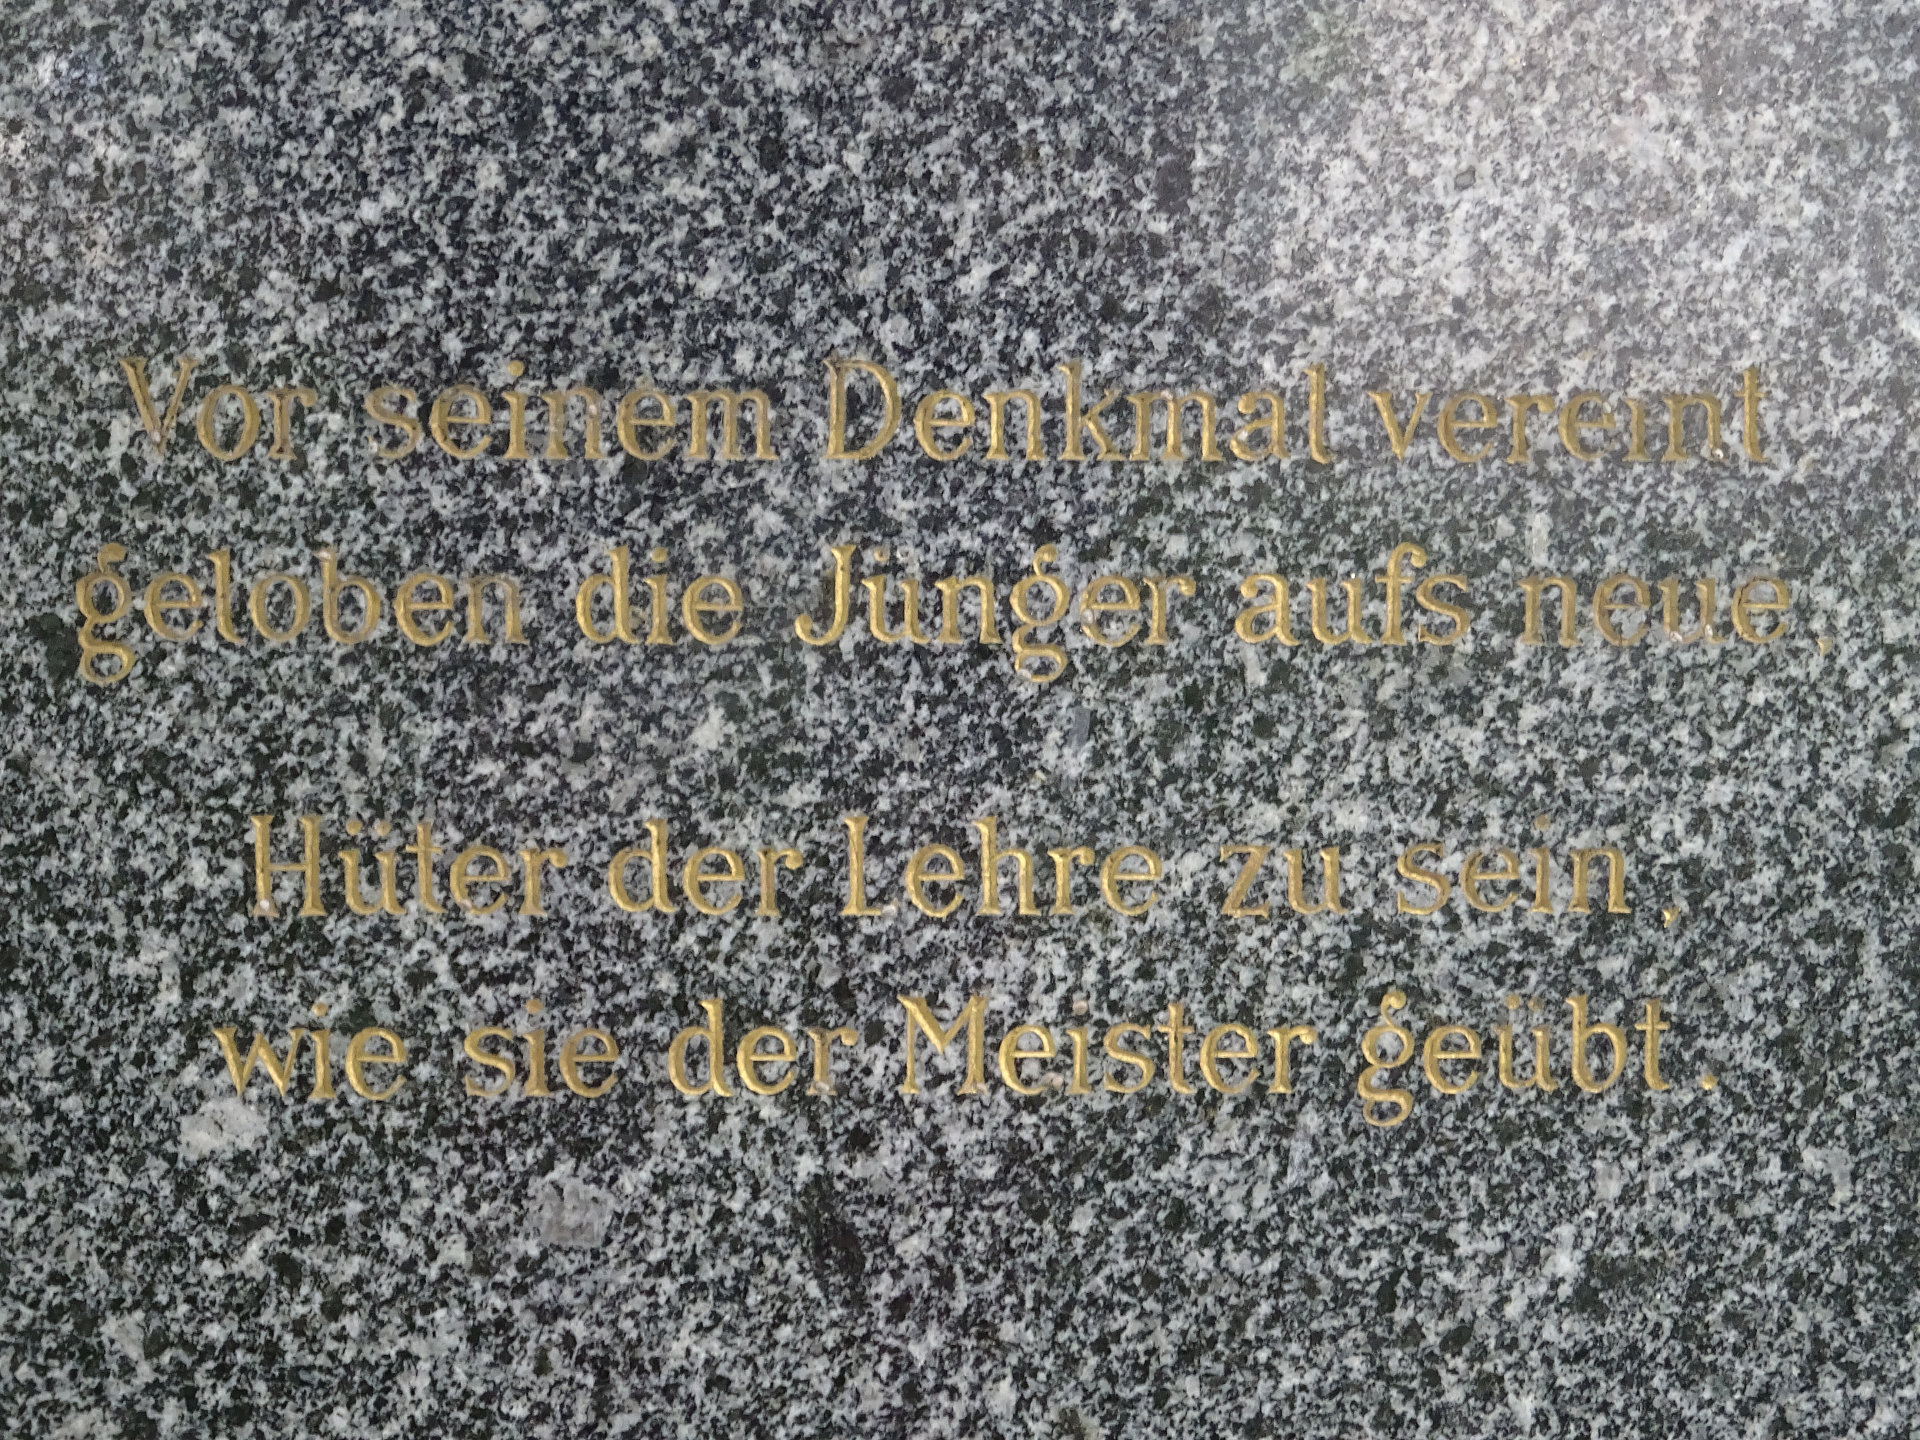 Vor seinem Denkmal vereint
geloben die Jünger aufs neue,
Hüter der Lehre zu sein,
wie sie der Meister geübt.